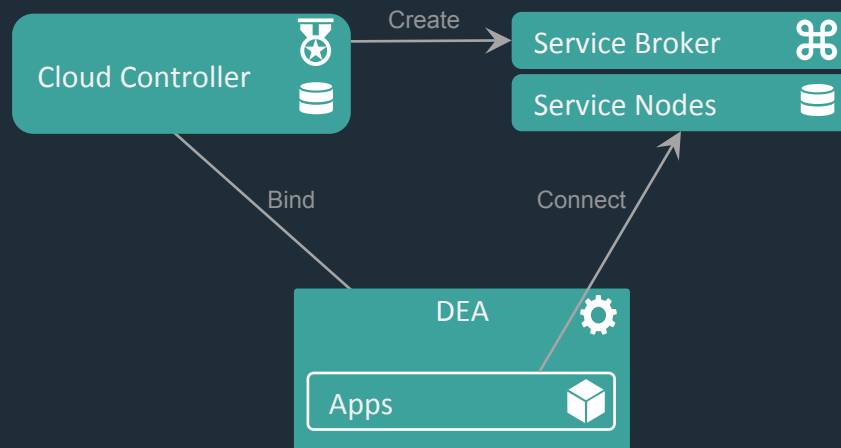 Create
Cloud Controller
Service Broker
Service Nodes
Bind
Connect
DEA
Apps